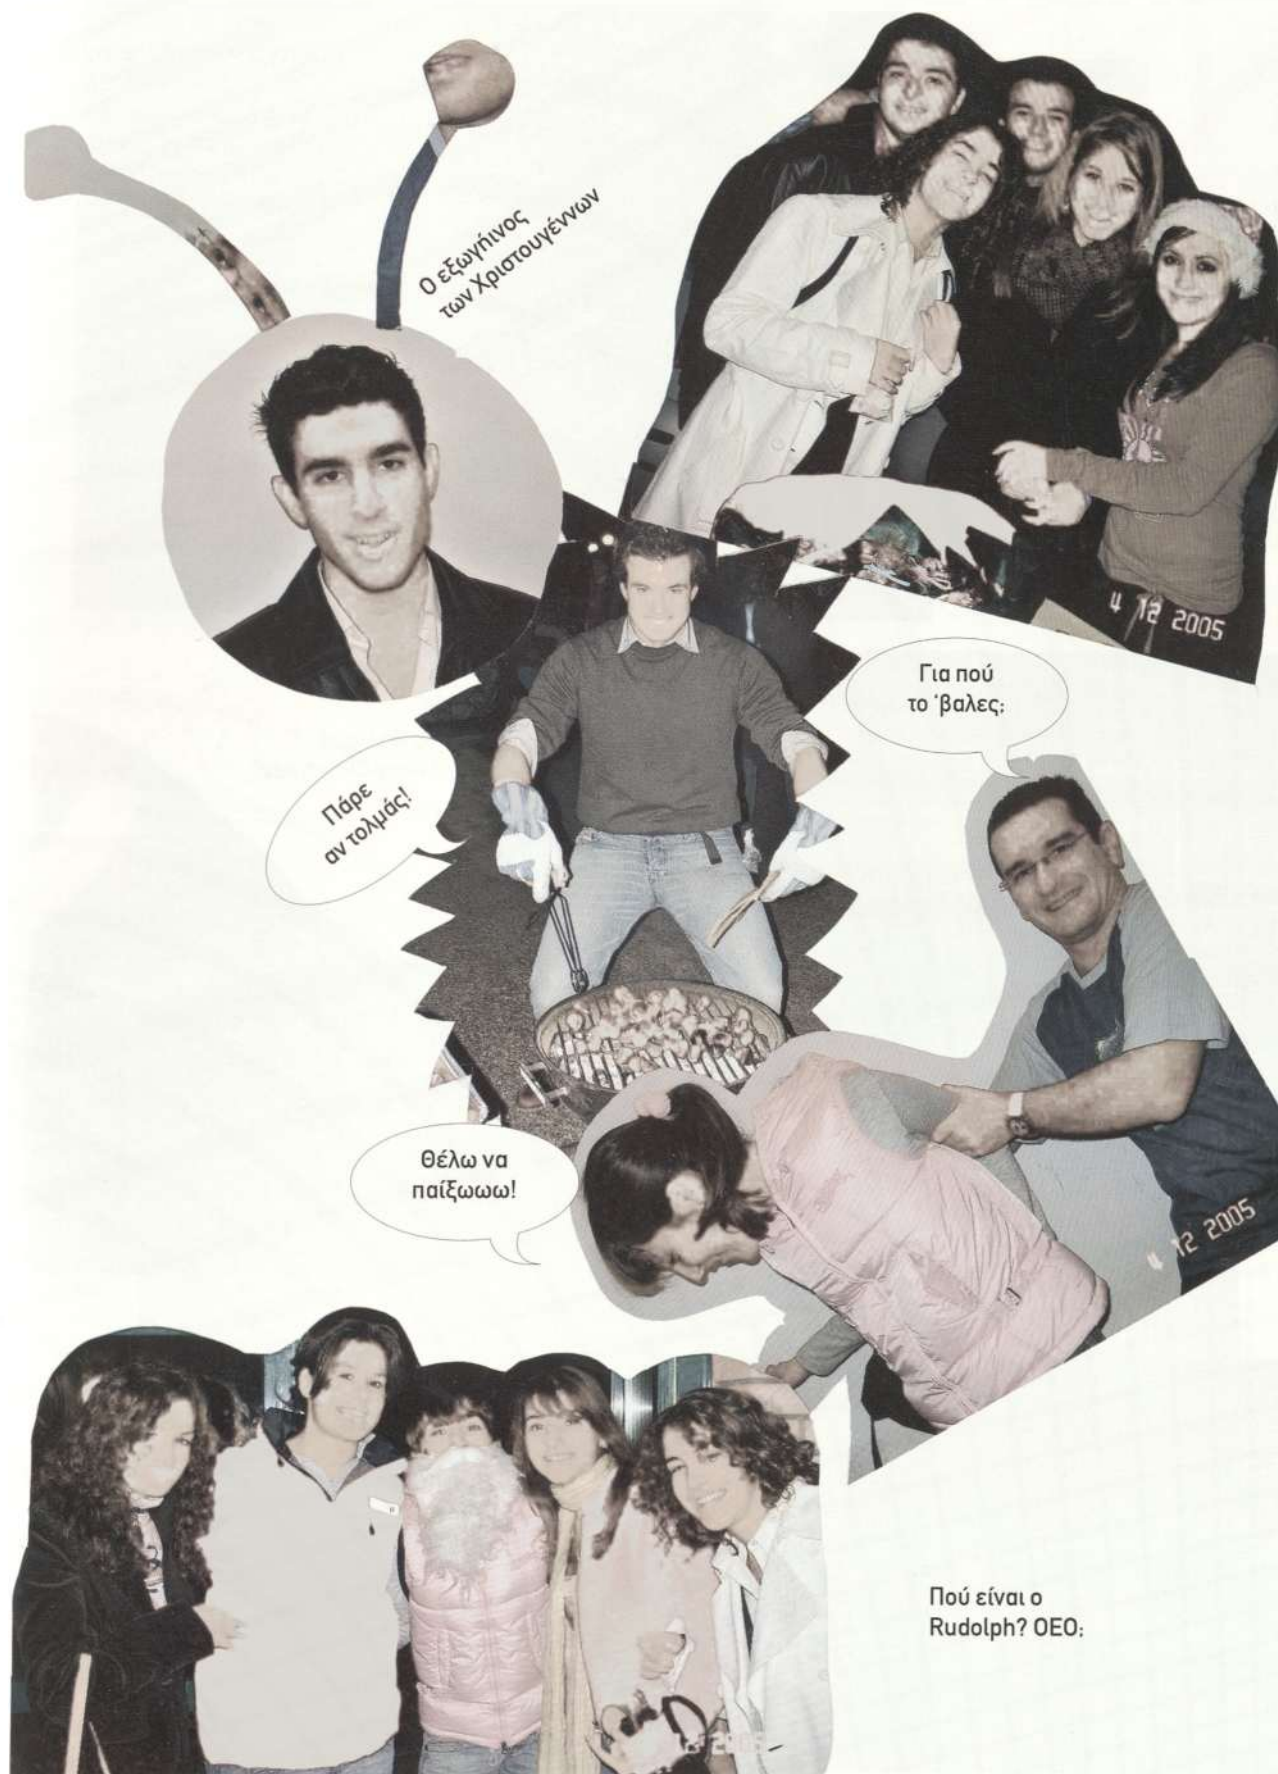 Ο εξωγήινος
των Χριστουγέννων
4 12 2005
Για πού
το 'βαλες;
Πάρε
αν τολμάς!
Θέλω να
παίξωωω!
4 12 2005
Πού είναι ο
Rudolph? ΟΕΟ;